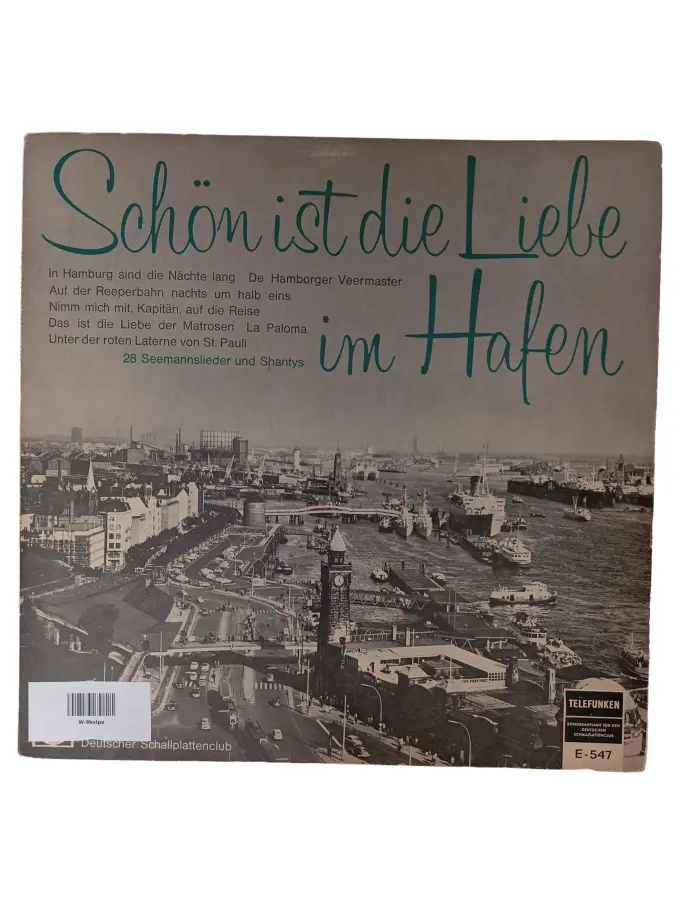 Schön ist die Liebe
im Hafen
In Hamburg sind die Nächte lang De Hamborger Veermaster
Auf der Reeperbahn nachts um halb eins
Nimm mich mit, Kapitän, auf die Reise
Das ist die Liebe der Matrosen La Paloma
Unter der roten Laterne von St. Pauli
28 Seemannslieder und Shantys
W-9bxlpe
Deutscher Schallplattenclub
TELEFUNKEN
SONDERAUFLAGE FÜR DEN
DEUTSCHEN
SCHALLPLATTENCLUB
E-547